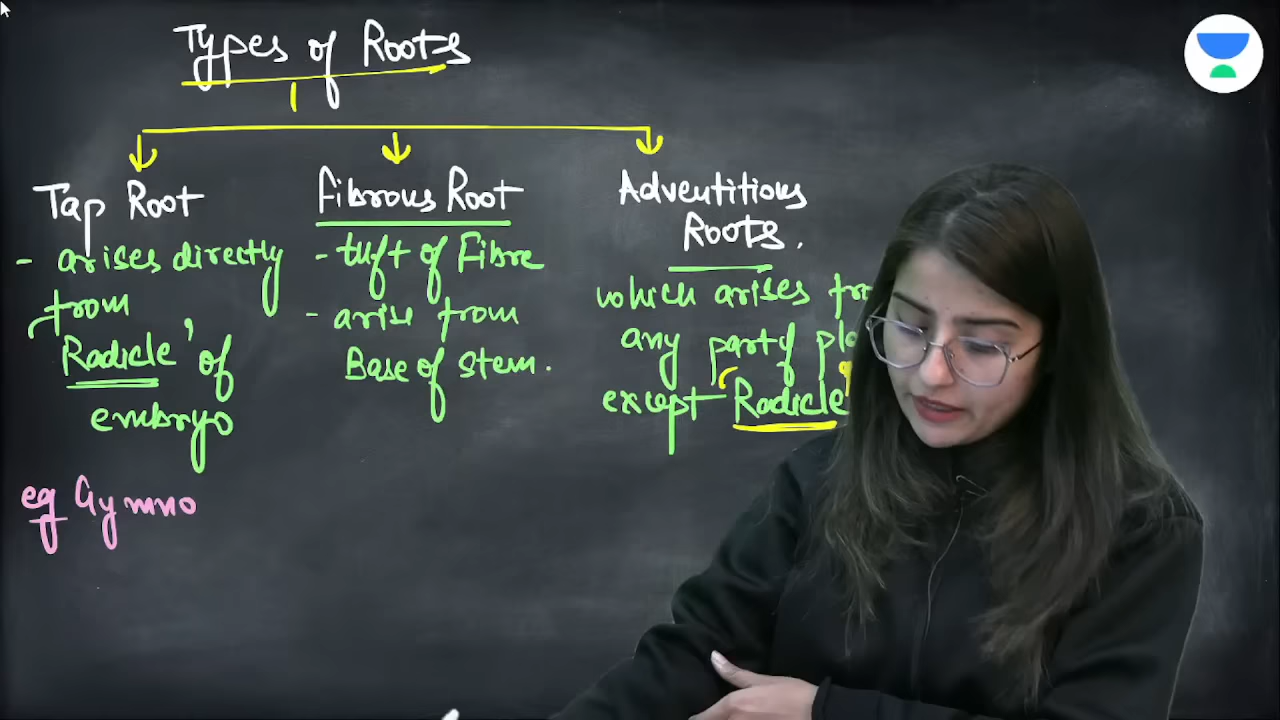 Types of Roots
Tap Root
- arises directly
from
'Radicle' of
embryo
eg Gymno
Fibrous Root
- tuft of Fibre
- arise from
Base of stem.
Adventitious
Roots.
which arises
any part of
except "Radicle"